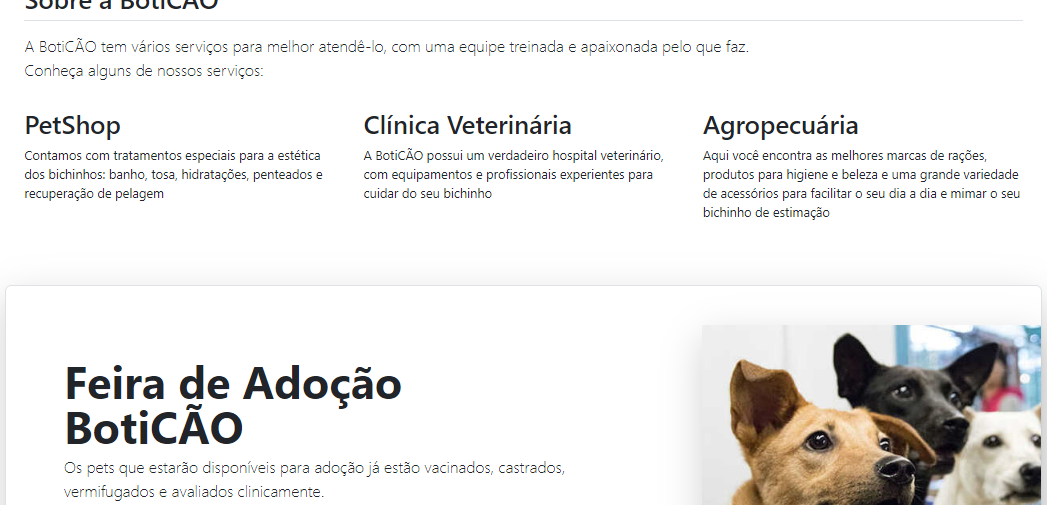 Sobre a BotiCÃO
A BotiCÃO tem vários serviços para melhor atendê-lo, com uma equipe treinada e apaixonada pelo que faz.
Conheça alguns de nossos serviços:
PetShop
Contamos com tratamentos especiais para a estética
dos bichinhos: banho, tosa, hidratações, penteados e
recuperação de pelagem
Clínica Veterinária
A BotiCÃO possui um verdadeiro hospital veterinário,
com equipamentos e profissionais experientes para
cuidar do seu bichinho
Agropecuária
Aqui você encontra as melhores marcas de rações,
produtos para higiene e beleza e uma grande variedade
de acessórios para facilitar o seu dia a dia e mimar o seu
bichinho de estimação
Feira de Adoção
BotiCÃO
Os pets que estarão disponíveis para adoção já estão vacinados, castrados,
vermifugados e avaliados clinicamente.